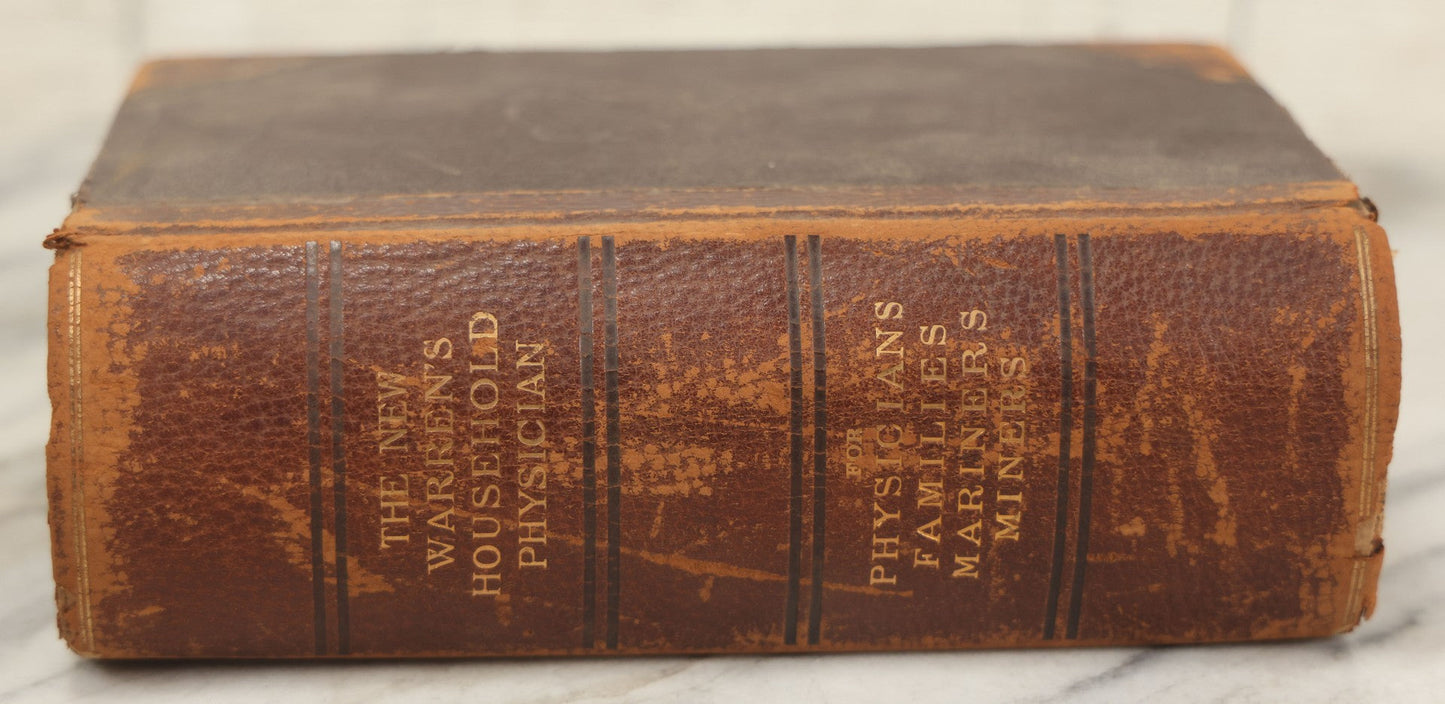 THE NEW
WARREN'S
HOUSEHOLD
PHYSICIAN
FOR
PHYSICIANS
FAMILIES
MARINERS
MINERS